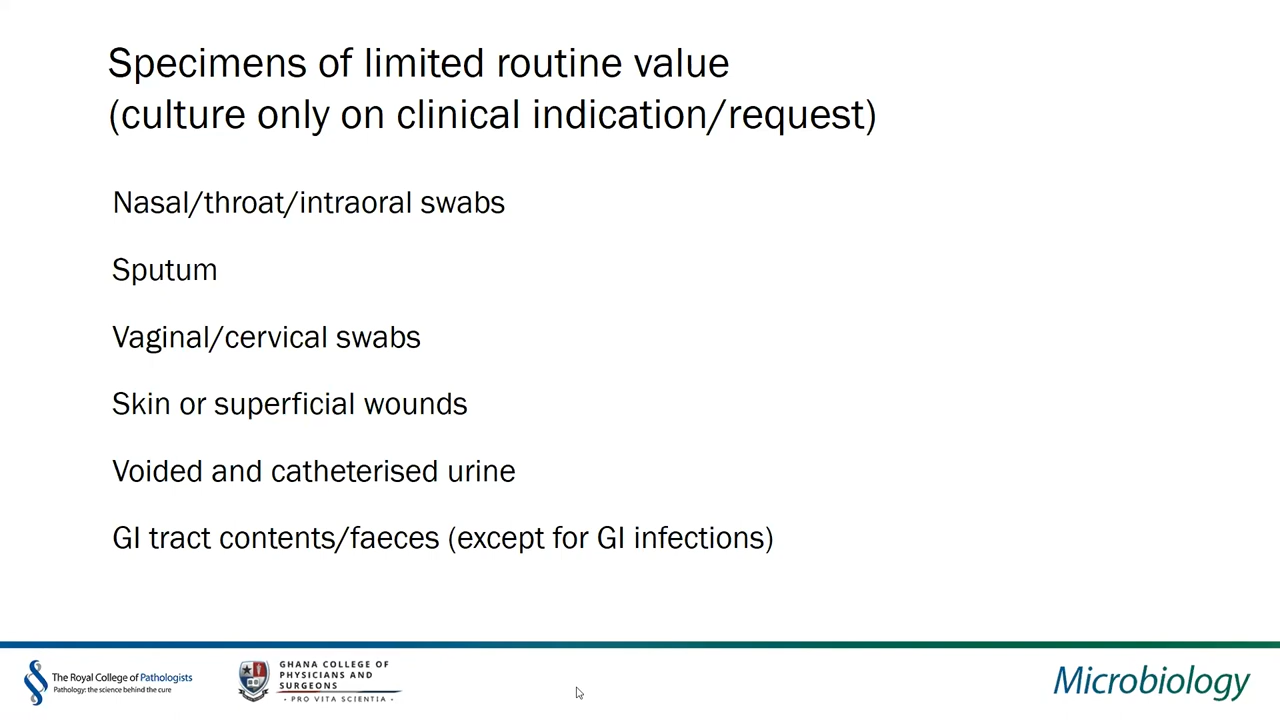 Specimens of limited routine value
(culture only on clinical indication/request)
Nasal/throat/intraoral swabs
Sputum
Vaginal/cervical swabs
Skin or superficial wounds
Voided and catheterised urine
GI tract contents/faeces (except for GI infections)
The Royal College of Pathologists
Pathology: the science behind the cure
GHANA COLLEGE OF
PHYSICIANS AND
SURGEONS
· PRO VITA SCIENTIA ·
Microbiology